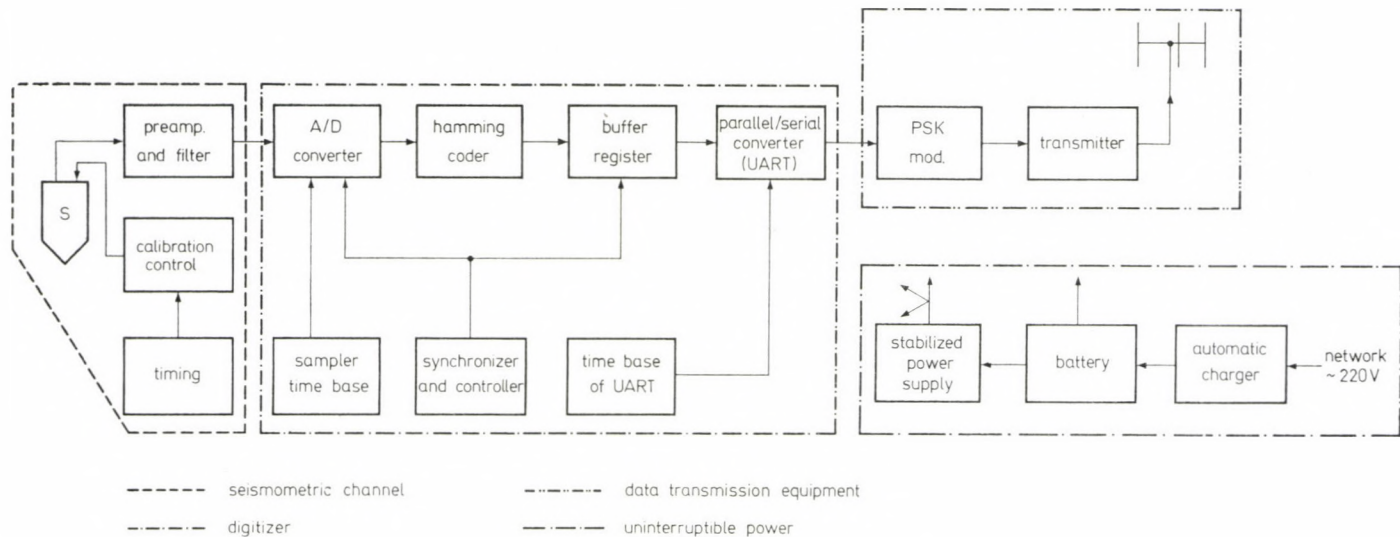 preamp.
and filter
A/D
converter
hamming
coder
buffer
register
parallel/serial
converter
(UART)
PSK
mod.
transmitter
S
calibration
control
timing
sampler
time base
synchronizer
and controller
time base
of UART
stabilized
power
supply
battery
automatic
charger
network
~ 220V
seismometric channel
digitizer
data transmission equipment
uninterruptible power